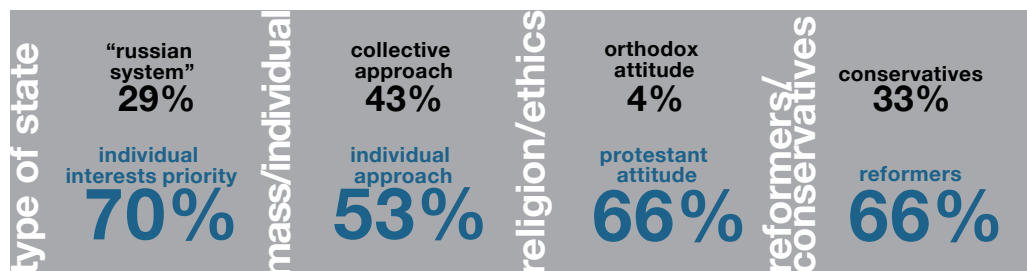 type of state
“russian
system”
29%
individual
interests priority
70%
mass/individual
collective
approach
43%
individual
approach
53%
religion/ethics
orthodox
attitude
4%
protestant
attitude
66%
reformers/
conservatives
conservatives
33%
reformers
66%